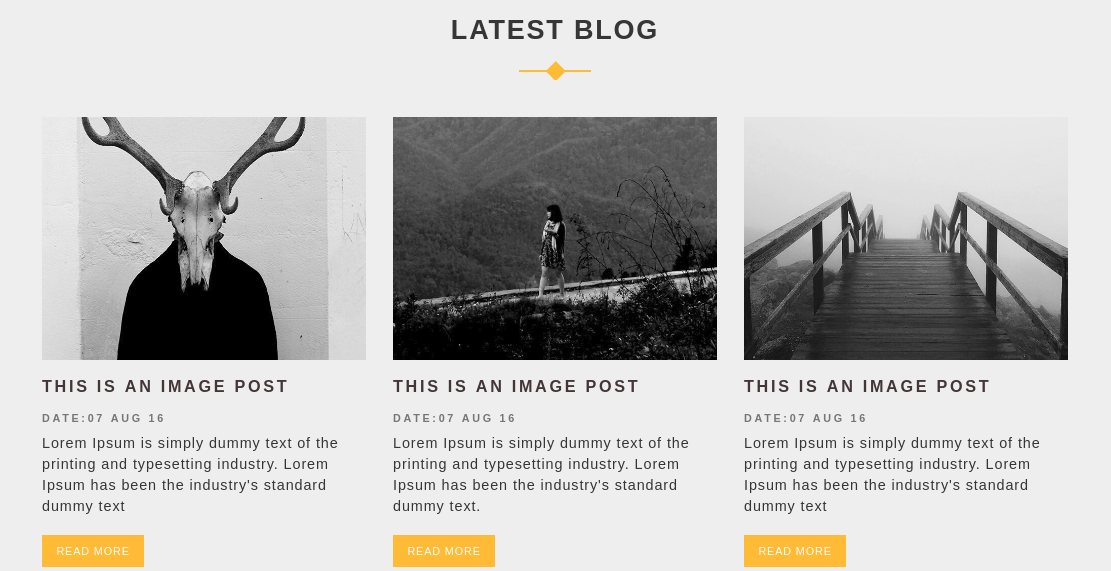 LATEST BLOG
THIS IS AN IMAGE POST
DATE:07 AUG 16
Lorem Ipsum is simply dummy text of the
printing and typesetting industry. Lorem
Ipsum has been the industry's standard
dummy text
READ MORE
THIS IS AN IMAGE POST
DATE:07 AUG 16
Lorem Ipsum is simply dummy text of the
printing and typesetting industry. Lorem
Ipsum has been the industry's standard
dummy text.
READ MORE
THIS IS AN IMAGE POST
DATE:07 AUG 16
Lorem Ipsum is simply dummy text of the
printing and typesetting industry. Lorem
Ipsum has been the industry's standard
dummy text
READ MORE